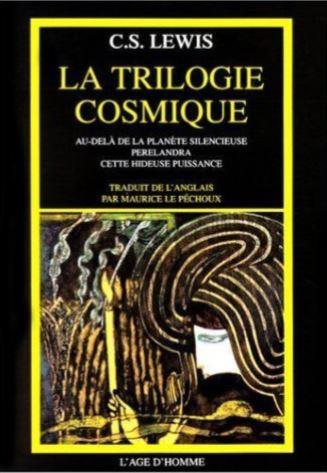 C.S. LEWIS
LA TRILOGIE
COSMIQUE
AU-DELÀ DE LA PLANÈTE SILENCIEUSE
PERELANDRA
CETTE HIDEUSE PUISSANCE
TRADUIT DE L'ANGLAIS
PAR MAURICE LE PÉCHOUX
L'AGE D'HOMME